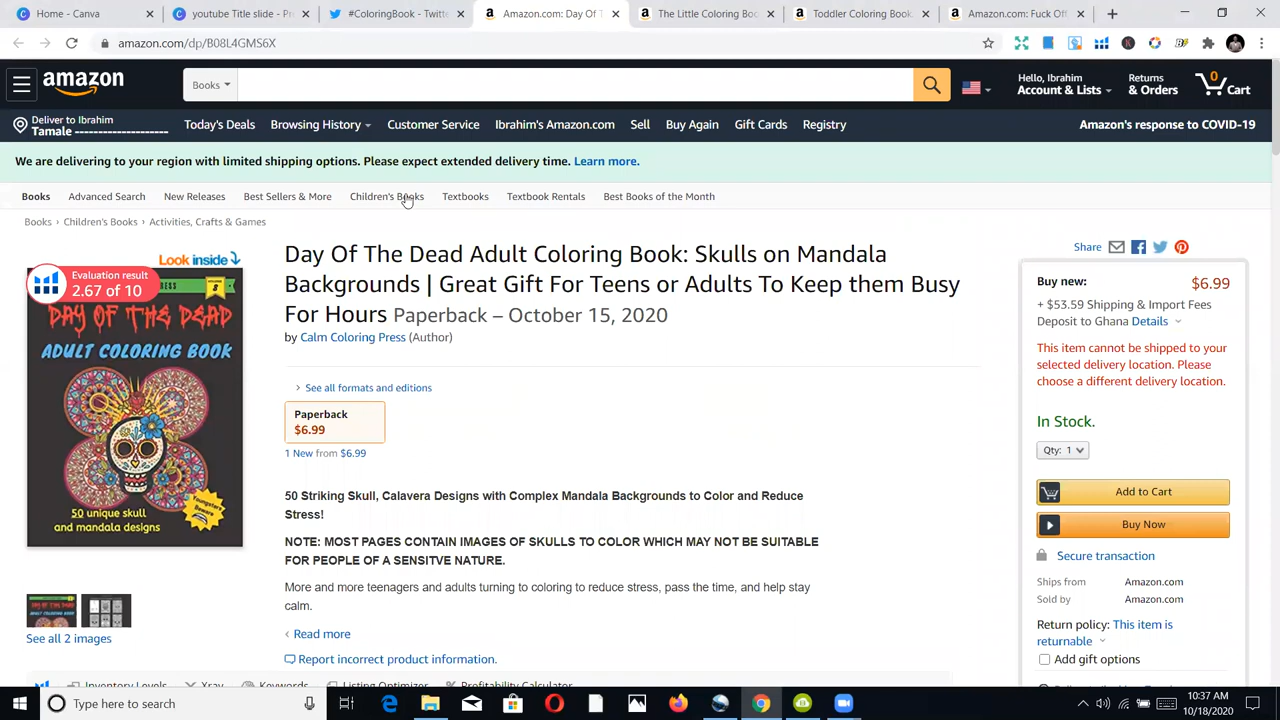 Home - Canva
youtube Title slide - Pr
#ColoringBook - Twitte
Amazon.com: Day Of T
The Little Coloring Boo
Toddler Coloring Book
Amazon.com: Fuck Off
amazon.com/dp/B08L4GMS6X
amazon
Books
Hello, Ibrahim
Account & Lists
Returns
& Orders
0
Cart
Deliver to Ibrahim
Tamale
Today's Deals
Browsing History
Customer Service
Ibrahim's Amazon.com
Sell
Buy Again
Gift Cards
Registry
Amazon's response to COVID-19
We are delivering to your region with limited shipping options. Please expect extended delivery time. Learn more.
Books
Advanced Search
New Releases
Best Sellers & More
Children's Books
Textbooks
Textbook Rentals
Best Books of the Month
Books › Children's Books › Activities, Crafts & Games
Look inside
Evaluation result
2.67 of 10
DAY OF THE DEAD
ADULT COLORING BOOK
50 unique skull
and mandala designs
See all 2 images
Day Of The Dead Adult Coloring Book: Skulls on Mandala
Backgrounds | Great Gift For Teens or Adults To Keep them Busy
For Hours Paperback – October 15, 2020
by Calm Coloring Press (Author)
› See all formats and editions
Paperback
$6.99
1 New from $6.99
50 Striking Skull, Calavera Designs with Complex Mandala Backgrounds to Color and Reduce
Stress!
NOTE: MOST PAGES CONTAIN IMAGES OF SKULLS TO COLOR WHICH MAY NOT BE SUITABLE
FOR PEOPLE OF A SENSITVE NATURE.
More and more teenagers and adults turning to coloring to reduce stress, pass the time, and help stay
calm.
‹ Read more
Report incorrect product information.
Inventory Levels
Xray
Keywords
Listing Optimizer
Profitability Calculator
Share
Buy new:
$6.99
+ $53.59 Shipping & Import Fees
Deposit to Ghana Details
This item cannot be shipped to your
selected delivery location. Please
choose a different delivery location.
In Stock.
Qty: 1
Add to Cart
Buy Now
Secure transaction
Ships from Amazon.com
Sold by Amazon.com
Return policy: This item is
returnable
Add gift options
Type here to search
10:37 AM
10/18/2020